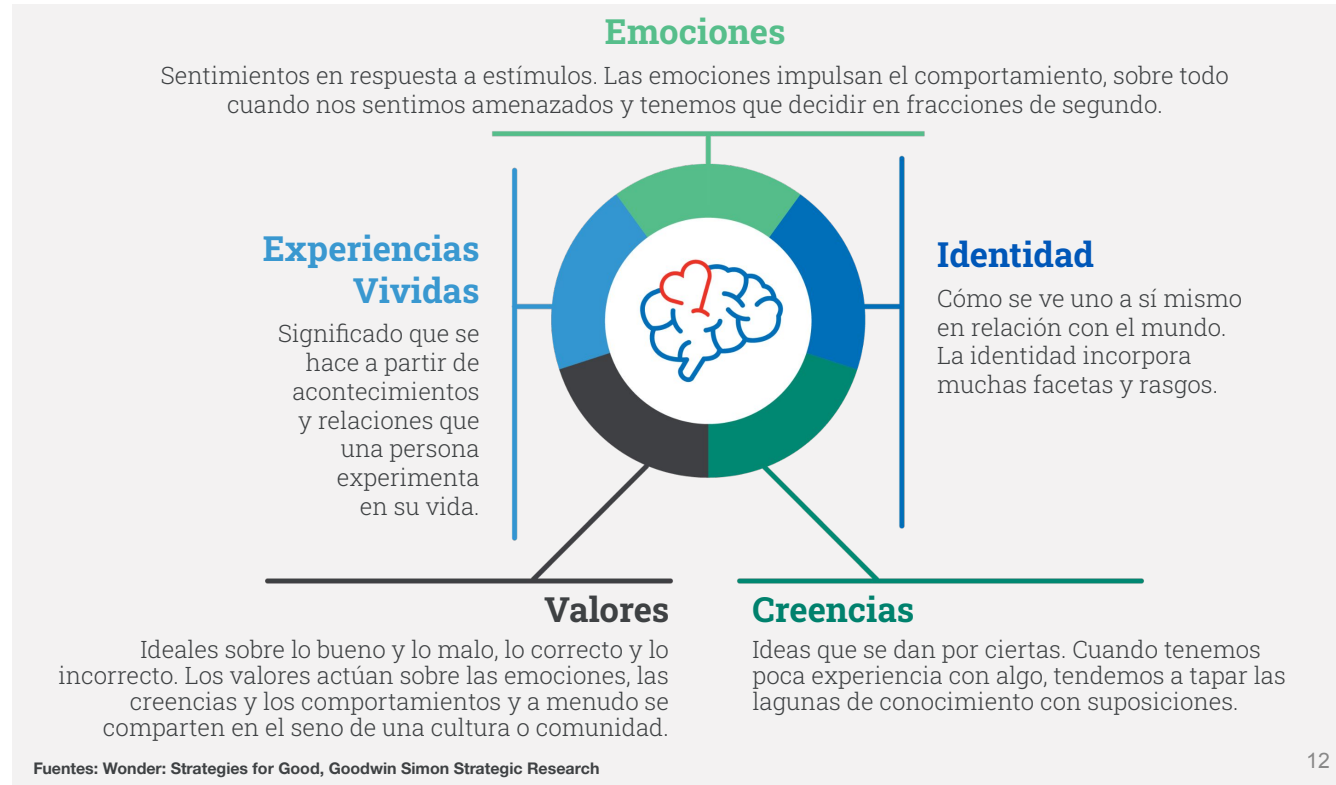 Emociones
Sentimientos en respuesta a estímulos. Las emociones impulsan el comportamiento, sobre todo
cuando nos sentimos amenazados y tenemos que decidir en fracciones de segundo.
Experiencias
Vividas
Significado que se
hace a partir de
acontecimientos
y relaciones que
una persona
experimenta
en su vida.
Identidad
Cómo se ve uno a sí mismo
en relación con el mundo.
La identidad incorpora
muchas facetas y rasgos.
Valores
Ideales sobre lo bueno y lo malo, lo correcto y lo
incorrecto. Los valores actúan sobre las emociones, las
creencias y los comportamientos y a menudo se
comparten en el seno de una cultura o comunidad.
Creencias
Ideas que se dan por ciertas. Cuando tenemos
poca experiencia con algo, tendemos a tapar las
lagunas de conocimiento con suposiciones.
Fuentes: Wonder: Strategies for Good, Goodwin Simon Strategic Research
12